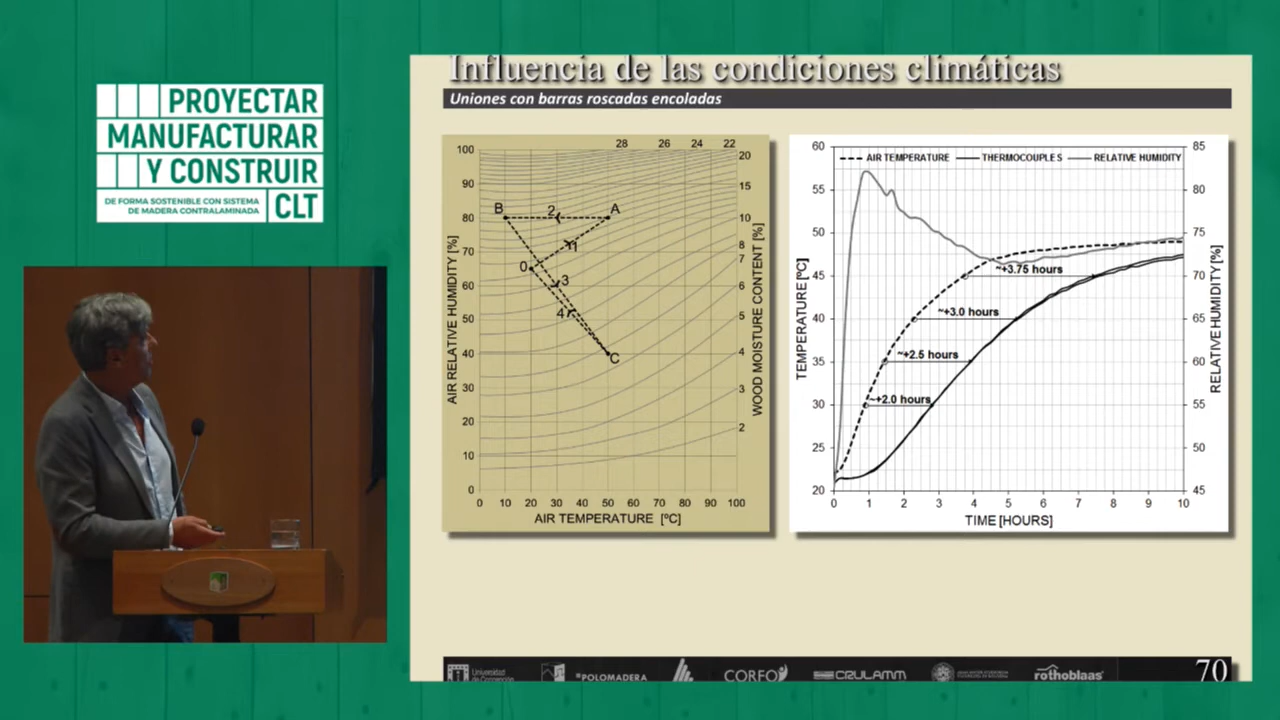 PROYECTAR
MANUFACTURAR
Y CONSTRUIR
DE FORMA SOSTENIBLE CON SISTEMA
DE MADERA CONTRALAMINADA
CLT
Influencia de las condiciones climáticas
Uniones con barras roscadas encoladas
28 26 24 22
100 90 80 70 60 50 40 30 20 10 0
AIR RELATIVE HUMIDITY [%]
B 2 A
1
0 3
4
C
20 15 10 8 7 6 5 4 3 2
WOOD MOISTURE CONTENT [%]
0 10 20 30 40 50 60 70 80 90 100
AIR TEMPERATURE [ºC]
AIR TEMPERATURE THERMOCOUPLES RELATIVE HUMIDITY
60 55 50 45 40 35 30 25 20
TEMPERATURE [ºC]
~+3.75 hours
~+3.0 hours
~+2.5 hours
~+2.0 hours
85 80 75 70 65 60 55 50 45
RELATIVE HUMIDITY [%]
0 1 2 3 4 5 6 7 8 9 10
TIME [HOURS]
Universidad
POLOMADERA
CORFO
CRULAMM
rothoblaas
70